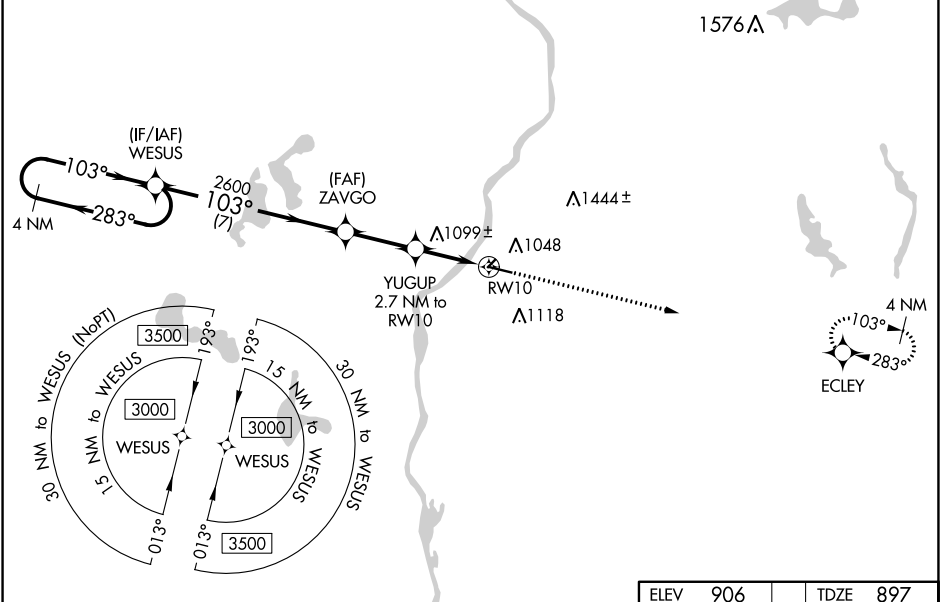 1576
(IF/IAF)
WESUS
103°
283°
4 NM
2600
103°
(7)
(FAF)
ZAVGO
1444±
1099±
1048
YUGUP
2.7 NM to
RW10
RW10
1118
4 NM
103°
283°
ECLEY
30 NM to WESUS (NoPT)
3500
193°
15 NM to WESUS
3000
WESUS
013°
193°
15 NM to WESUS
30 NM to WESUS
3000
WESUS
013°
3500
ELEV 906 TDZE 897